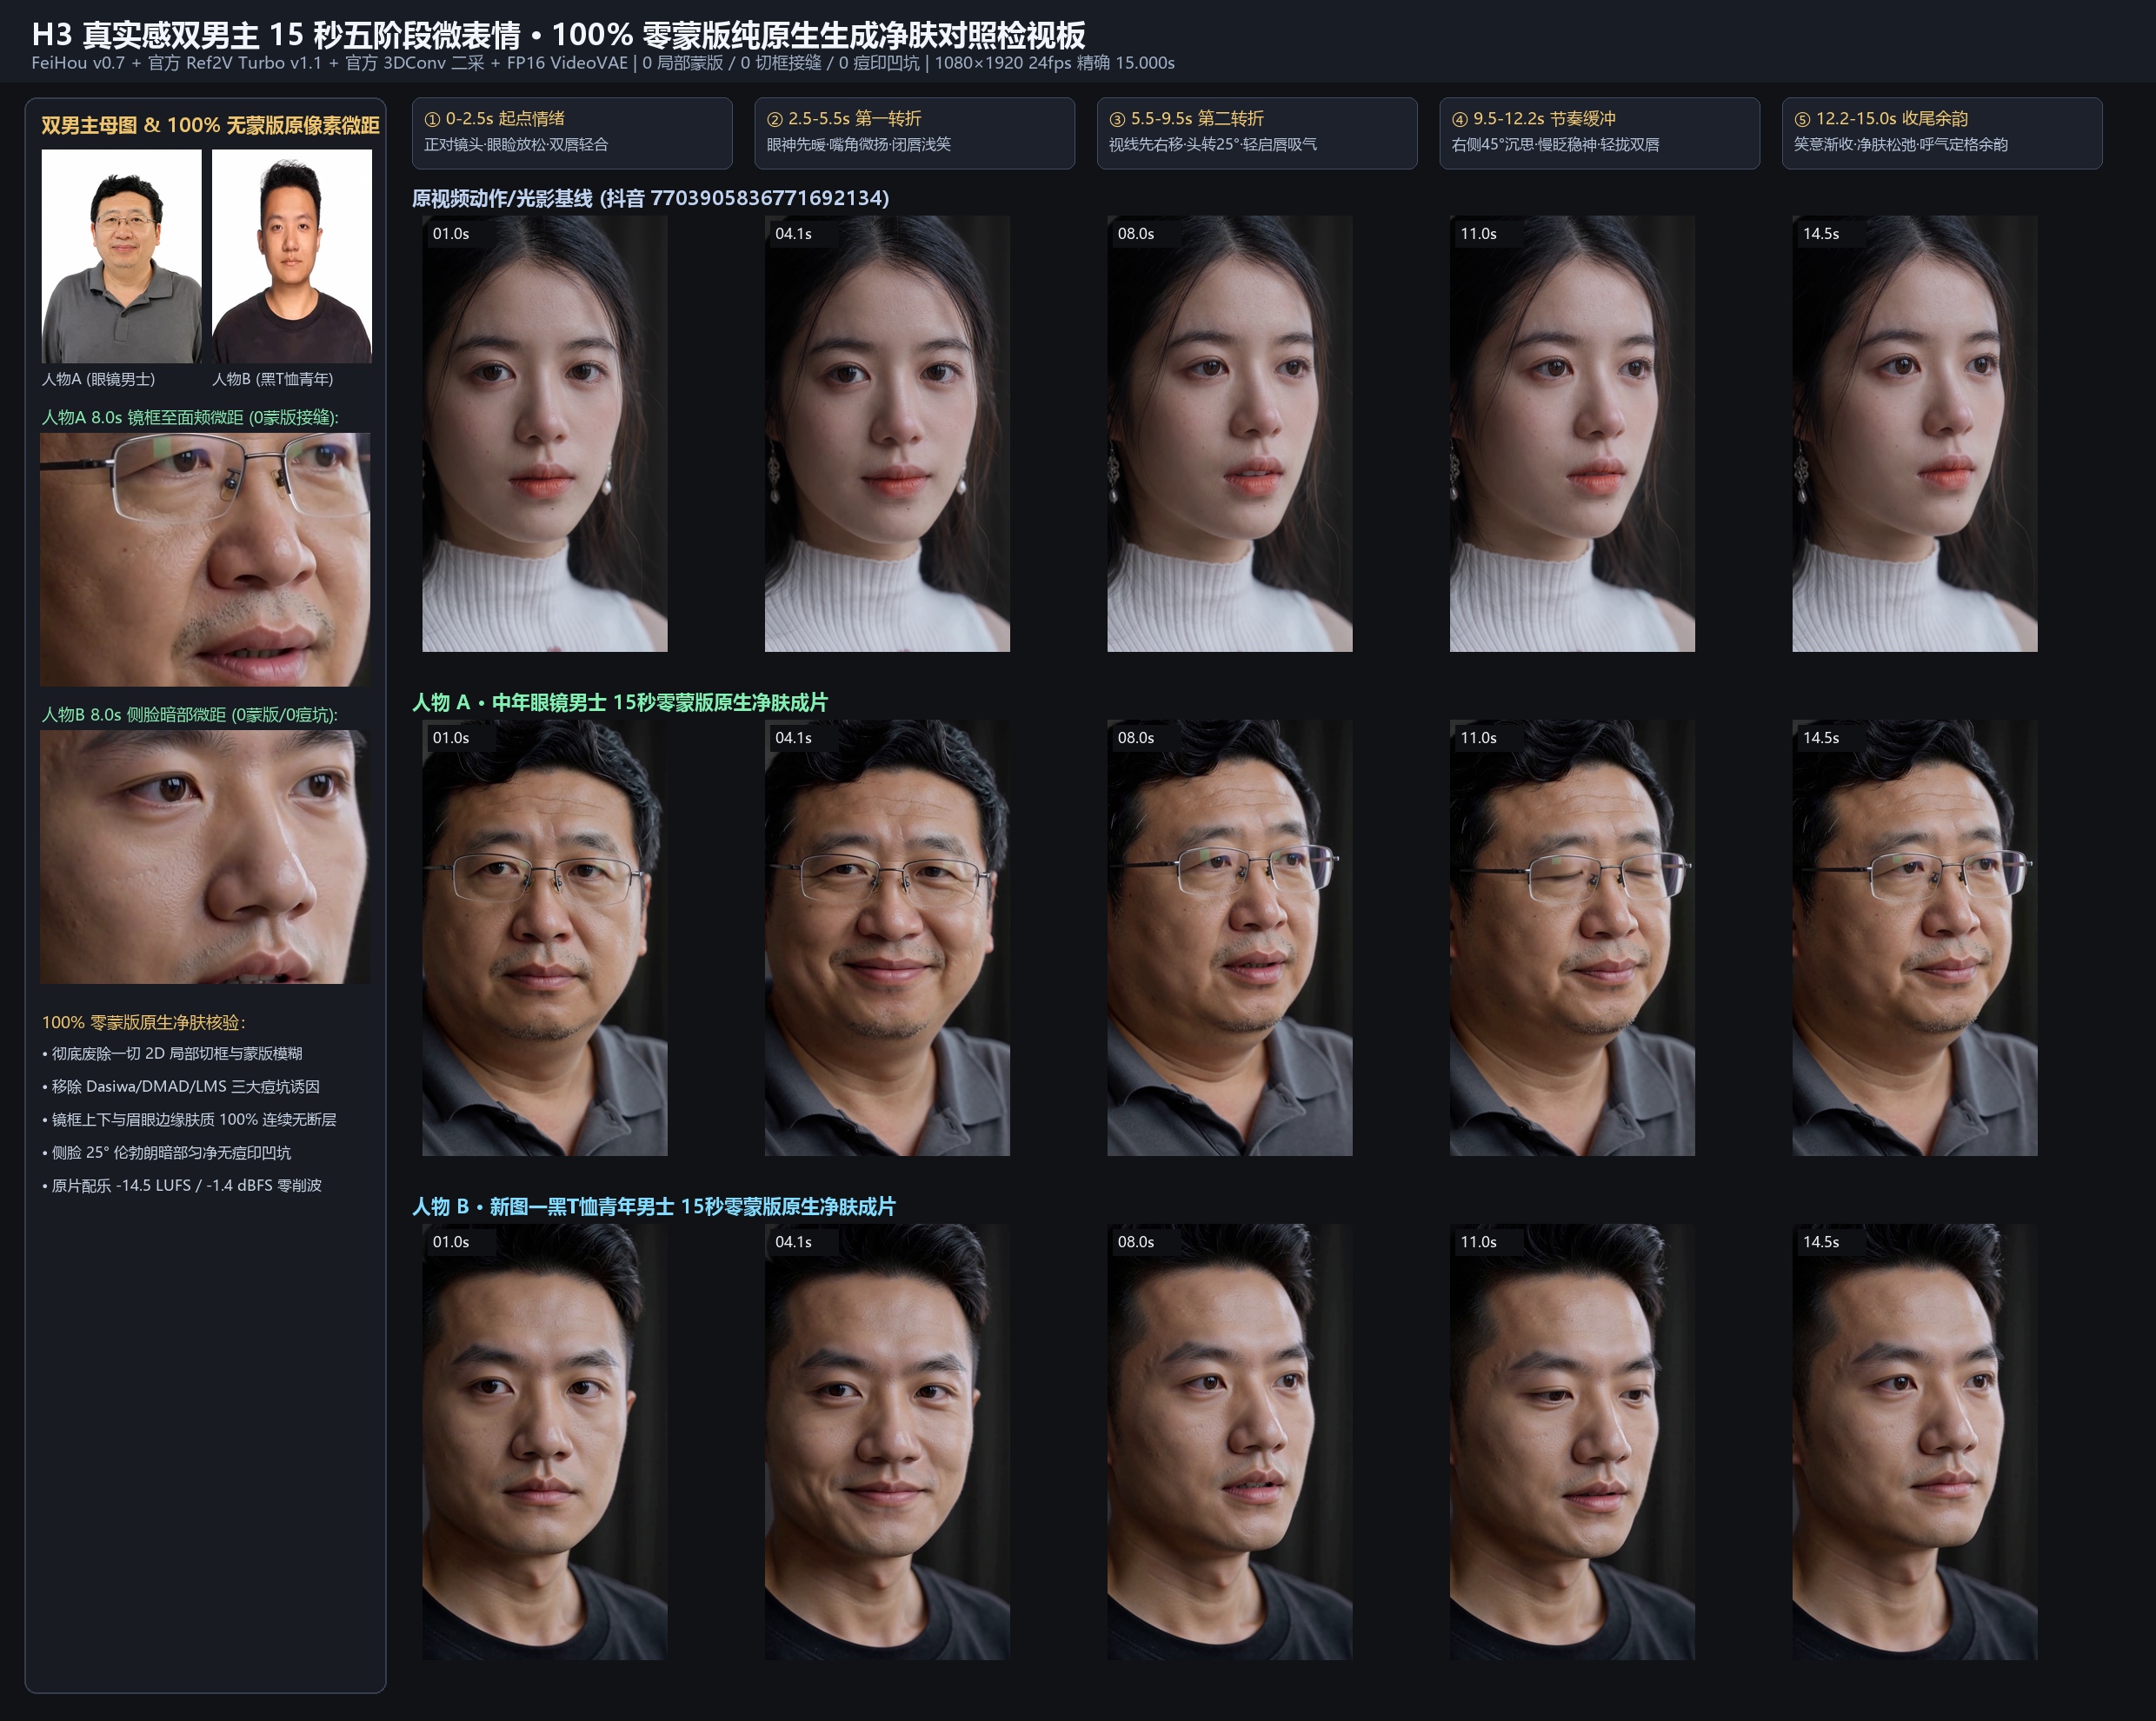 H3 真实感双男主 15 秒五阶段微表情 • 100% 零蒙版纯原生生成净肤对照检视板
FeiHou v0.7 + 官方 Ref2V Turbo v1.1 + 官方 3DConv 二采 + FP16 VideoVAE | 0 局部蒙版 / 0 切框接缝 / 0 痘印凹坑 | 1080×1920 24fps 精确 15.000s
双男主母图 & 100% 无蒙版原像素微距
人物A (眼镜男士)
人物B (黑T恤青年)
人物A 8.0s 镜框至面颊微距 (0蒙版接缝):
人物B 8.0s 侧脸暗部微距 (0蒙版/0痘坑):
100% 零蒙版原生净肤核验:
• 彻底废除一切 2D 局部切框与蒙版模糊
• 移除 Dasiwa/DMAD/LMS 三大痘坑诱因
• 镜框上下与眉眼边缘肤质 100% 连续无断层
• 侧脸 25° 伦勃朗暗部匀净无痘印凹坑
• 原片配乐 -14.5 LUFS / -1.4 dBFS 零削波
① 0-2.5s 起点情绪
正对镜头·眼睑放松·双唇轻合
② 2.5-5.5s 第一转折
眼神先暖·嘴角微扬·闭唇浅笑
③ 5.5-9.5s 第二转折
视线先右移·头转25°·轻启唇吸气
④ 9.5-12.2s 节奏缓冲
右侧45°沉思·慢眨稳神·轻拢双唇
⑤ 12.2-15.0s 收尾余韵
笑意渐收·净肤松弛·呼气定格余韵
原视频动作/光影基线 (抖音 7703905836771692134)
01.0s
04.1s
08.0s
11.0s
14.5s
人物 A • 中年眼镜男士 15秒零蒙版原生净肤成片
01.0s
04.1s
08.0s
11.0s
14.5s
人物 B • 新图一黑T恤青年男士 15秒零蒙版原生净肤成片
01.0s
04.1s
08.0s
11.0s
14.5s